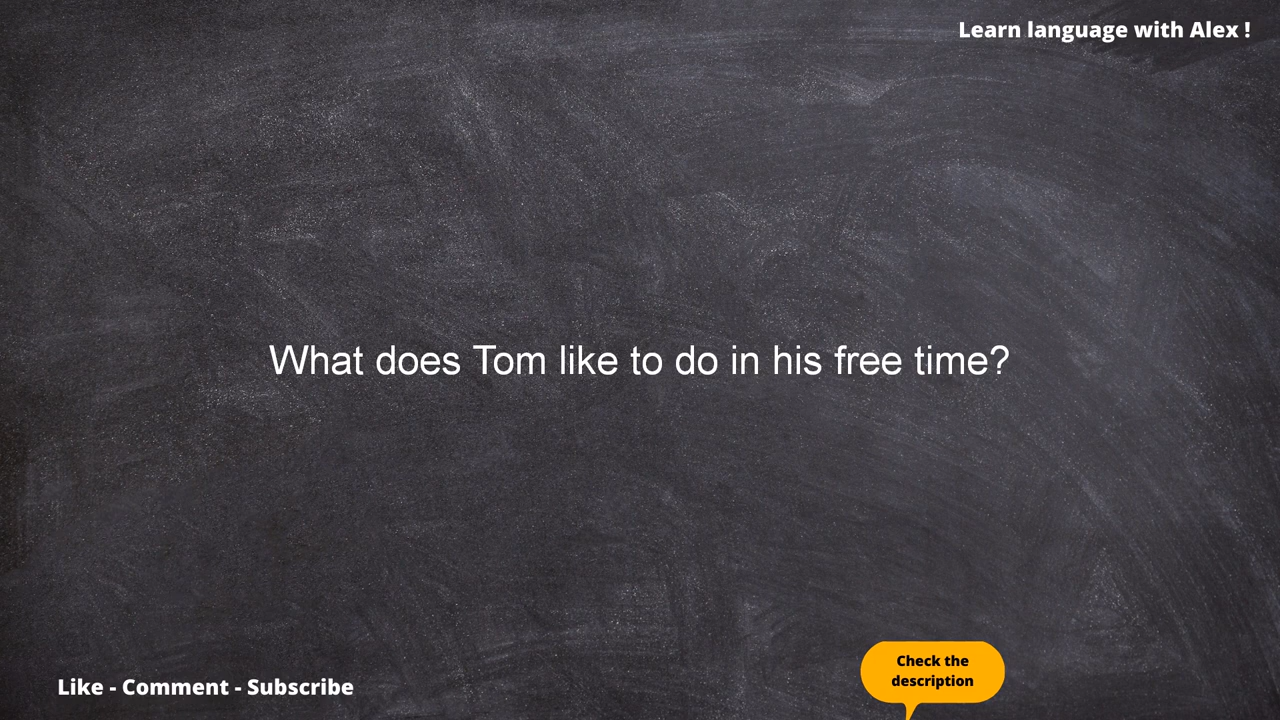 Learn language with Alex !
What does Tom like to do in his free time?
Check the
description
Like - Comment - Subscribe